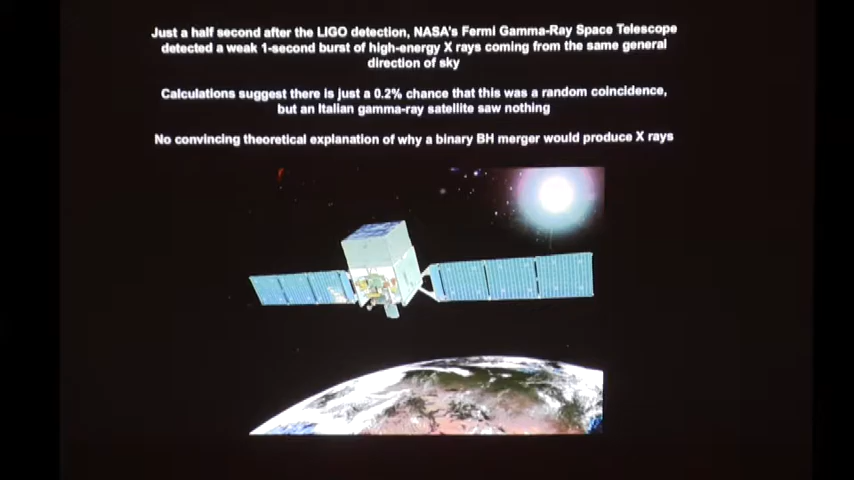 Just a half second after the LIGO detection, NASA's Fermi Gamma-Ray Space Telescope
detected a weak 1-second burst of high-energy X rays coming from the same general
direction of sky
Calculations suggest there is just a 0.2% chance that this was a random coincidence,
but an Italian gamma-ray satellite saw nothing
No convincing theoretical explanation of why a binary BH merger would produce X rays